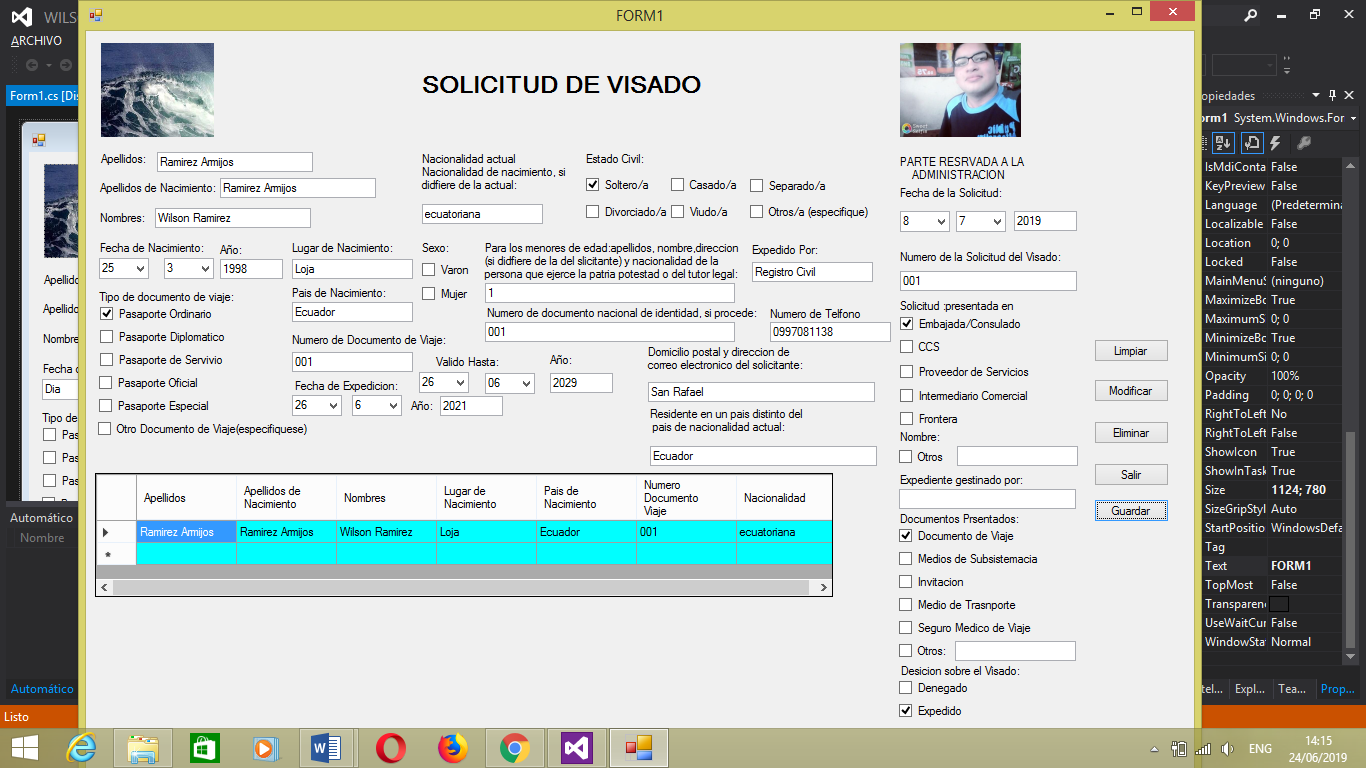 WILS
FORM1
ARCHIVO
Form1.cs [Dis
SOLICITUD DE VISADO
Apellidos: Ramirez Armijos
Apellidos de Nacimiento: Ramirez Armijos
Nombres: Wilson Ramirez
Nacionalidad actual
Nacionalidad de nacimiento, si
didfiere de la actual:
ecuatoriana
Estado Civil:
Soltero/a Casado/a Separado/a
Divorciado/a Viudo/a Otros/a (especifique)
Fecha de Nacimiento: Año:
25 3 1998
Lugar de Nacimiento:
Loja
Pais de Nacimiento:
Ecuador
Sexo:
Varon
Mujer
Para los menores de edad:apellidos, nombre,direccion
(si didfiere de la del slicitante) y nacionalidad de la
persona que ejerce la patria potestad o del tutor legal:
1
Expedido Por:
Registro Civil
Numero de documento nacional de identidad, si procede:
001
Numero de Telfono
0997081138
Tipo de documento de viaje:
Pasaporte Ordinario
Pasaporte Diplomatico
Pasaporte de Servivio
Pasaporte Oficial
Pasaporte Especial
Otro Documento de Viaje(especifiquese)
Numero de Documento de Viaje:
001
Valido Hasta: Año:
26 06 2029
Fecha de Expedicion:
26 6 Año: 2021
Domicilio postal y direccion de
correo electronico del solicitante:
San Rafael
Residente en un pais distinto del
pais de nacionalidad actual:
Ecuador
Apellidos Apellidos de Nacimiento Nombres Lugar de Nacimiento Pais de Nacimiento Numero Documento Viaje Nacionalidad
Ramirez Armijos Ramirez Armijos Wilson Ramirez Loja Ecuador 001 ecuatoriana
*
PARTE RESRVADA A LA
ADMINISTRACION
Fecha de la Solicitud:
8 7 2019
Numero de la Solicitud del Visado:
001
Solicitud :presentada en
Embajada/Consulado
CCS
Proveedor de Servicios
Intermediario Comercial
Frontera
Nombre:
Otros
Expediente gestinado por:
Documentos Prsentados:
Documento de Viaje
Medios de Subsistemacia
Invitacion
Medio de Trasnporte
Seguro Medico de Viaje
Otros:
Desicion sobre el Visado:
Denegado
Expedido
Limpiar
Modificar
Eliminar
Salir
Guardar
Apellido
Apellido
Nombre
Fecha d
Dia
Tipo de
Pas
Pas
Pas
Automático
Nombre
Automático
Listo
opiedades
orm1 System.Windows.For
IsMdiConta False
KeyPreview False
Language (Predetermina
Localizable False
Location 0; 0
Locked False
MainMenuS (ninguno)
MaximizeBo True
MaximumS 0; 0
MinimizeBo True
MinimumSi 0; 0
Opacity 100%
Padding 0; 0; 0; 0
RightToLeft No
RightToLeft False
ShowIcon True
ShowInTask True
Size 1124; 780
SizeGripStyl Auto
StartPositio WindowsDefa
Tag
Text FORM1
TopMost False
Transparen
UseWaitCur False
WindowStat Normal
tel... Expl... Tea... Prop...
ENG
14:15
24/06/2019